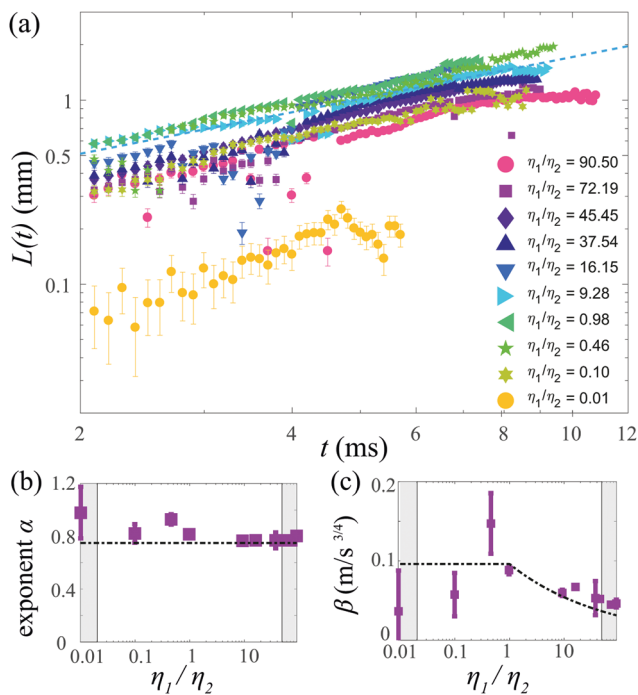 (a)
1
0.5
0.1
L(t) (mm)
η1/η2 = 90.50
η1/η2 = 72.19
η1/η2 = 45.45
η1/η2 = 37.54
η1/η2 = 16.15
η1/η2 = 9.28
η1/η2 = 0.98
η1/η2 = 0.46
η1/η2 = 0.10
η1/η2 = 0.01
2 4 6 8 10 12
t (ms)
(b)
1.2
0.8
0.4
0
exponent α
0.01 0.1 1 10
η1/η2
(c)
0.2
0.1
0
β (m/s 3/4)
0.01 0.1 1 10
η1/η2